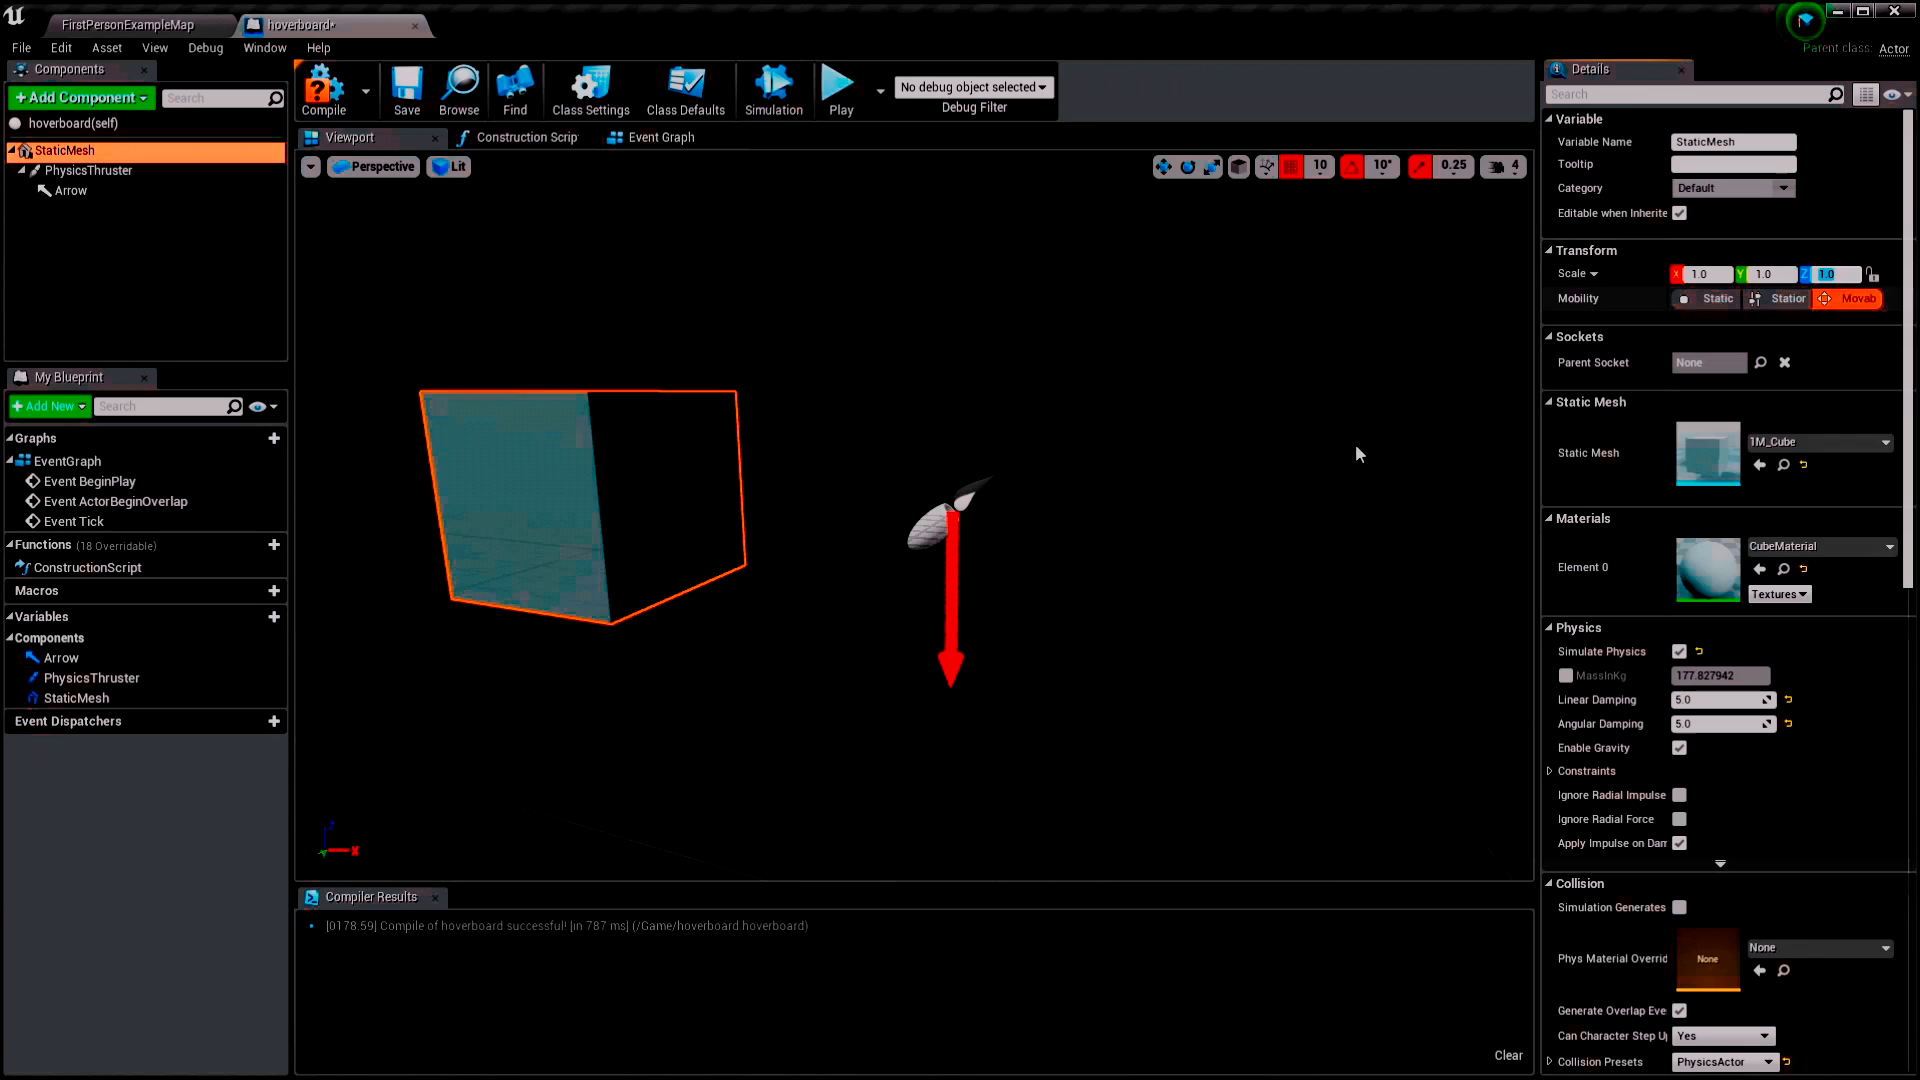 FirstPersonExampleMap
hoverboard*
File Edit Asset View Debug Window Help
Parent class: Actor
Components
+ Add Component
Search
hoverboard(self)
StaticMesh
PhysicsThruster
Arrow
My Blueprint
+ Add New
Search
Graphs
EventGraph
Event BeginPlay
Event ActorBeginOverlap
Event Tick
Functions (18 Overridable)
ConstructionScript
Macros
Variables
Components
Arrow
PhysicsThruster
StaticMesh
Event Dispatchers
Compile
Save
Browse
Find
Class Settings
Class Defaults
Simulation
Play
No debug object selected
Debug Filter
Viewport
Construction Scrip
Event Graph
Perspective
Lit
10
10°
0.25
4
Z
X
Compiler Results
[0178.59] Compile of hoverboard successful! [in 787 ms] (/Game/hoverboard.hoverboard)
Clear
Details
Search
Variable
Variable Name StaticMesh
Tooltip
Category Default
Editable when Inherite
Transform
Scale X 1.0 Y 1.0 Z 1.0
Mobility Static Station Movab
Sockets
Parent Socket None
Static Mesh
Static Mesh 1M_Cube
Materials
Element 0 CubeMaterial
Textures
Physics
Simulate Physics
MassInKg 177.827942
Linear Damping 5.0
Angular Damping 5.0
Enable Gravity
Constraints
Ignore Radial Impulse
Ignore Radial Force
Apply Impulse on Dam
Collision
Simulation Generates
Phys Material Overrid None None
Generate Overlap Eve
Can Character Step U Yes
Collision Presets PhysicsActor